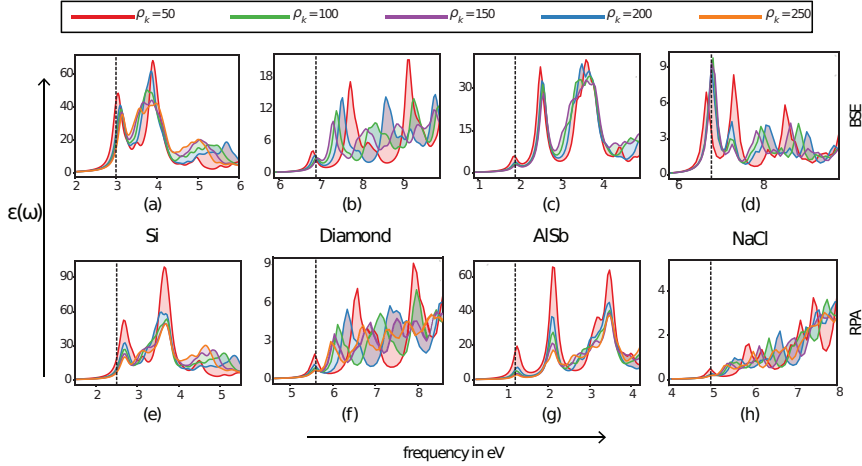 ρk=50 ρk=100 ρk=150 ρk=200 ρk=250
60
40
20
0
2 3 4 5 6
(a)
18
12
6
0
6 7 8 9
(b)
30
15
0
1 2 3 4
(c)
9
6
3
0
6 8
(d)
BSE
ε(ω)
Si Diamond AlSb NaCl
90
60
30
0
2 3 4 5
(e)
9
6
3
0
5 6 7 8
(f)
60
40
20
0
1 2 3 4
(g)
4
2
0
4 5 6 7 8
(h)
RPA
frequency in eV